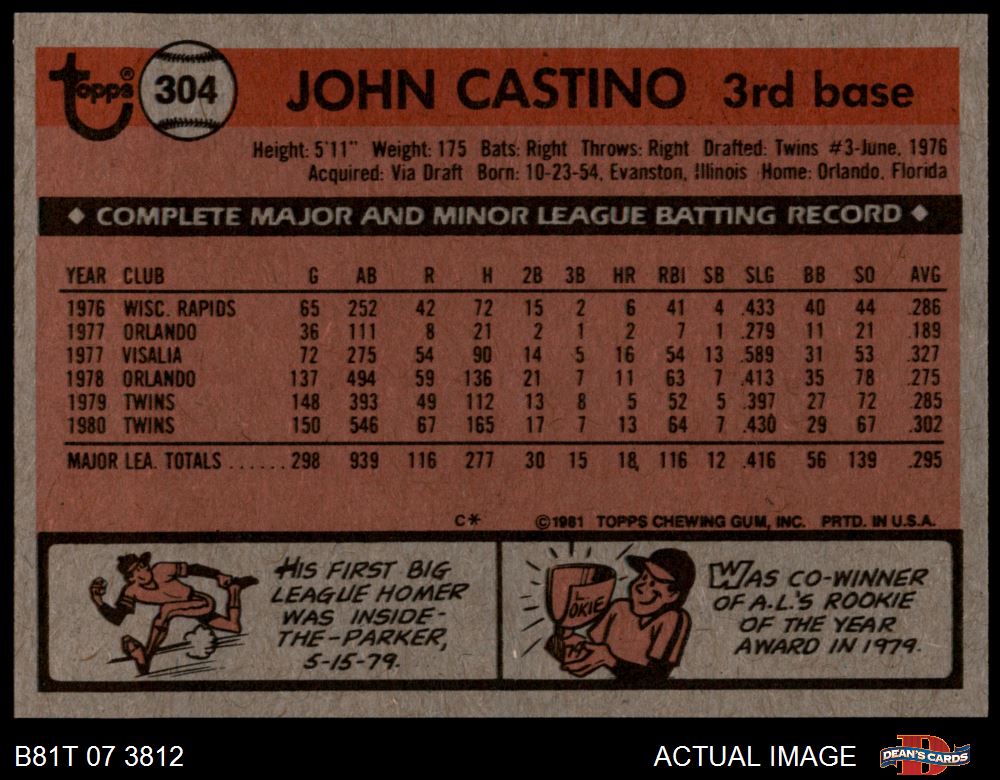 topps® 304 JOHN CASTINO 3rd base
Height: 5'11" Weight: 175 Bats: Right Throws: Right Drafted: Twins #3-June, 1976
Acquired: Via Draft Born: 10-23-54, Evanston, Illinois Home: Orlando, Florida
◆ COMPLETE MAJOR AND MINOR LEAGUE BATTING RECORD ◆
YEAR CLUB G AB R H 2B 3B HR RBI SB SLG BB SO AVG
1976 WISC. RAPIDS 65 252 42 72 15 2 6 41 4 .433 40 44 .286
1977 ORLANDO 36 111 8 21 2 1 2 7 1 .279 11 21 .189
1977 VISALIA 72 275 54 90 14 5 16 54 13 .589 31 53 .327
1978 ORLANDO 137 494 59 136 21 7 11 63 7 .413 35 78 .275
1979 TWINS 148 393 49 112 13 8 5 52 5 .397 27 72 .285
1980 TWINS 150 546 67 165 17 7 13 64 7 .430 29 67 .302
MAJOR LEA. TOTALS ...... 298 939 116 277 30 15 18 116 12 .416 56 139 .295
C* ©1981 TOPPS CHEWING GUM, INC. PRTD. IN U.S.A.
HIS FIRST BIG
LEAGUE HOMER
WAS INSIDE-
THE-PARKER,
5-15-79.
OKIE
WAS CO-WINNER
OF A.L.'S ROOKIE
OF THE YEAR
AWARD IN 1979.
B81T 07 3812 ACTUAL IMAGE DEAN'S CARDS